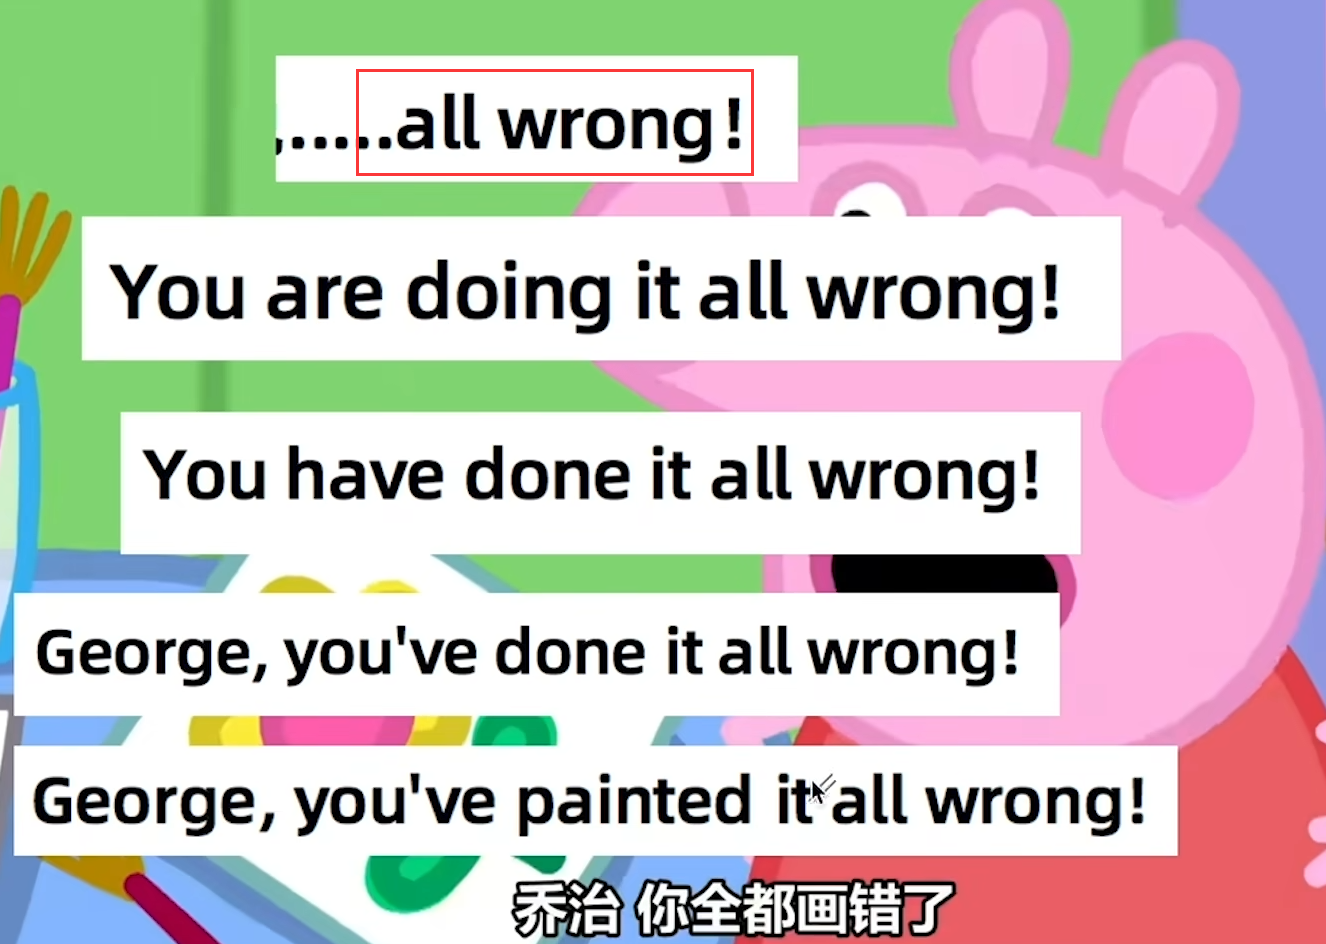 ,.....all wrong!
You are doing it all wrong!
You have done it all wrong!
George, you've done it all wrong!
George, you've painted it all wrong!
乔治 你全都画错了